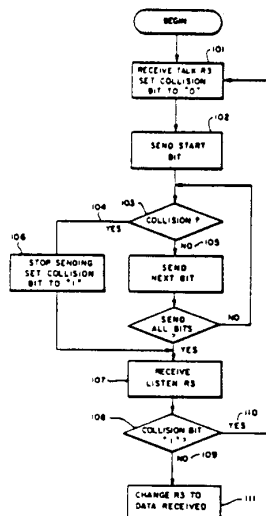 BEGIN
101
RECEIVE TALK R3
SET COLLISION
BIT TO "0"
102
SEND START
BIT
103
COLLISION ?
104
YES
NO
105
106
STOP SENDING
SET COLLISION
BIT TO "1"
SEND
NEXT BIT
SEND
ALL BITS
?
NO
YES
107
RECEIVE
LISTEN R3
108
COLLISION BIT
"1"?
110
YES
NO
109
CHANGE R3 TO
DATA RECEIVED
111